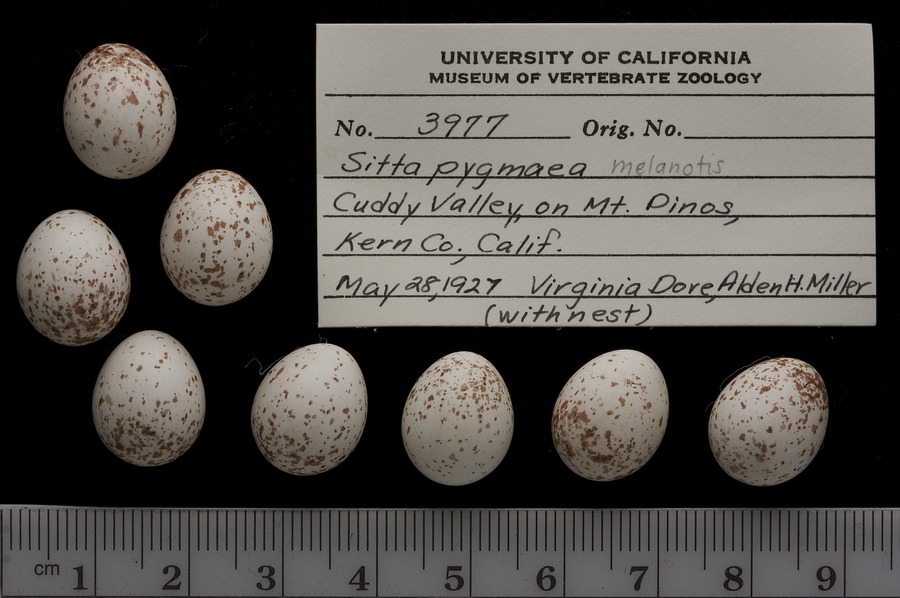 UNIVERSITY OF CALIFORNIA
MUSEUM OF VERTEBRATE ZOOLOGY
No. 3977 Orig. No.
Sitta pygmaea melanotis
Cuddy Valley, on Mt. Pinos,
Kern Co., Calif.
May 28, 1927 Virginia Dore, Alden H. Miller
(with nest)
cm 1 2 3 4 5 6 7 8 9